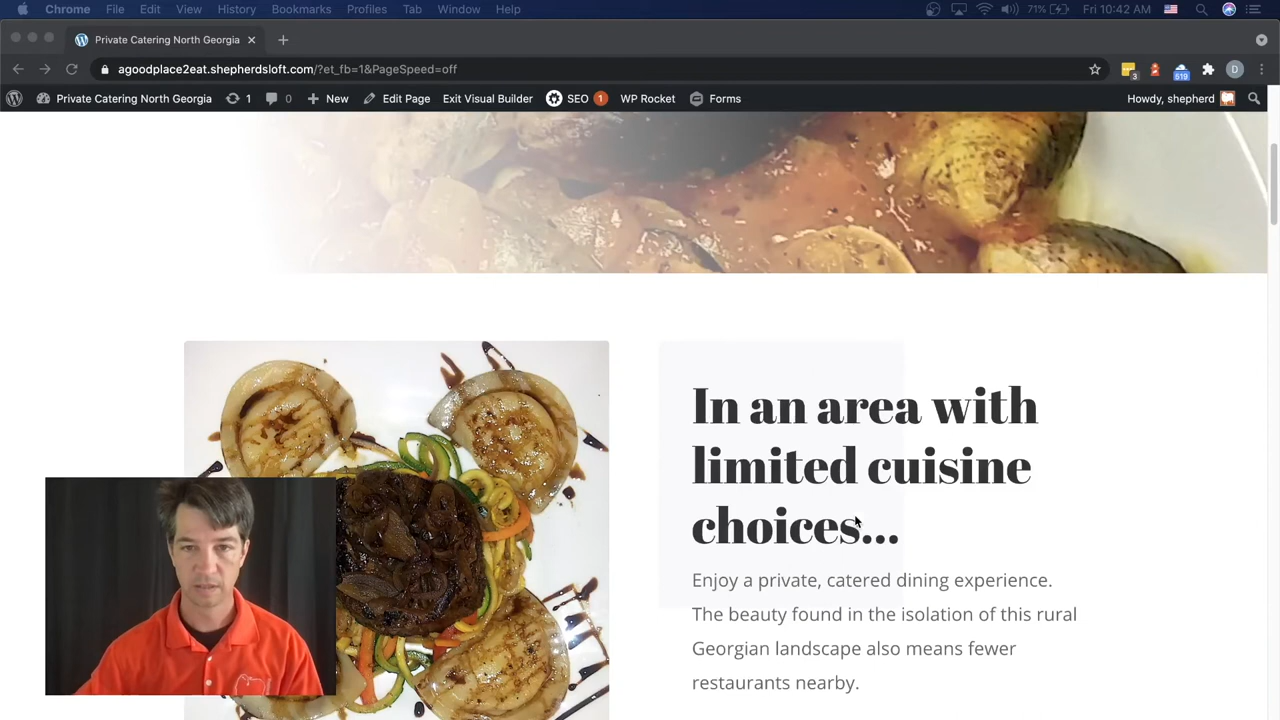 Chrome File Edit View History Bookmarks Profiles Tab Window Help 71% Fri 10:42 AM
Private Catering North Georgia
agoodplace2eat.shepherdsloft.com/?et_fb=1&PageSpeed=off 3 519 D
Private Catering North Georgia 1 0 New Edit Page Exit Visual Builder SEO 1 WP Rocket Forms Howdy, shepherd
In an area with
limited cuisine
choices...
Enjoy a private, catered dining experience.
The beauty found in the isolation of this rural
Georgian landscape also means fewer
restaurants nearby.